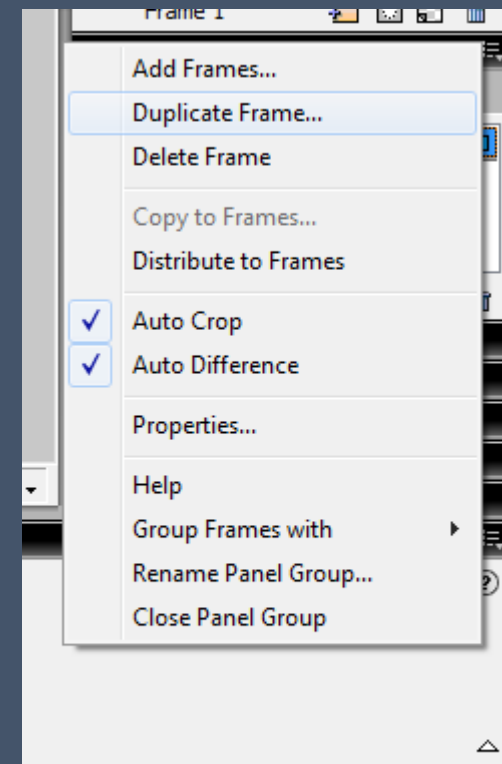 Frame 1
Add Frames...
Duplicate Frame...
Delete Frame
Copy to Frames...
Distribute to Frames
Auto Crop
Auto Difference
Properties...
Help
Group Frames with
Rename Panel Group...
Close Panel Group